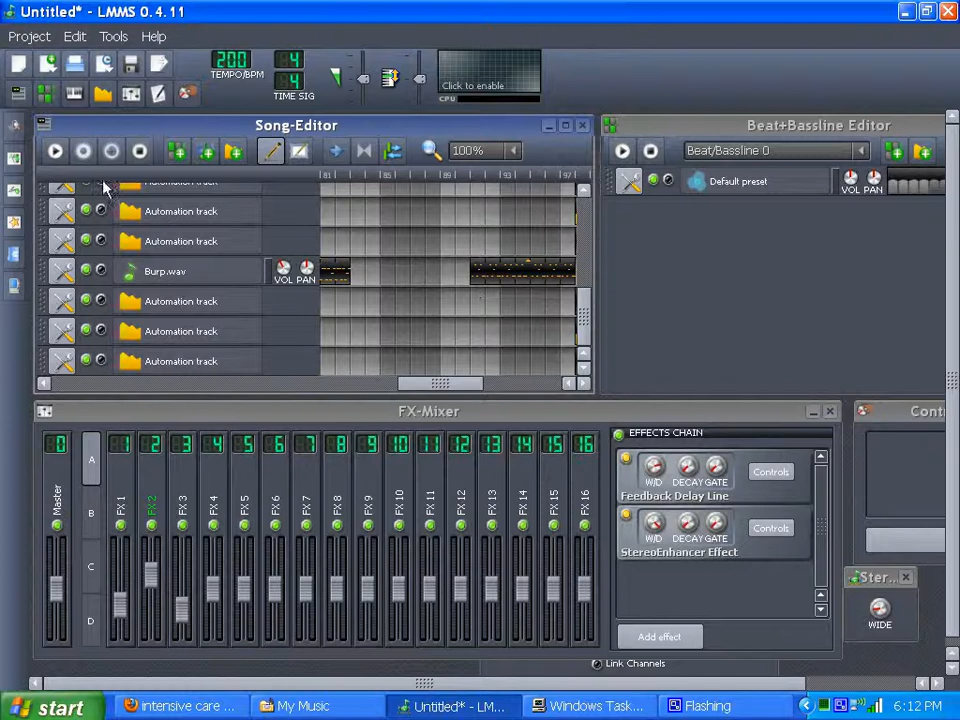 Untitled* - LMMS 0.4.11
Project Edit Tools Help
200
TEMPO/BPM
4
4
TIME SIG
Click to enable
CPU
Song-Editor
Beat+Bassline Editor
100%
Beat/Bassline 0
81 85 89 93 97
Automation track
Default preset
VOL PAN
Automation track
Automation track
Burp.wav
VOL PAN
Automation track
Automation track
Automation track
FX-Mixer
Cont
0 1 2 3 4 5 6 7 8 9 10 11 12 13 14 15 16
A
B
C
D
Master
FX 1
FX 2
FX 3
FX 4
FX 5
FX 6
FX 7
FX 8
FX 9
FX 10
FX 11
FX 12
FX 13
FX 14
FX 15
FX 16
EFFECTS CHAIN
W/D DECAY GATE
Controls
Feedback Delay Line
W/D DECAY GATE
Controls
StereoEnhancer Effect
Add effect
Ster...
WIDE
Link Channels
start
intensive care ...
My Music
Untitled* - LM...
Windows Task...
Flashing
6:12 PM